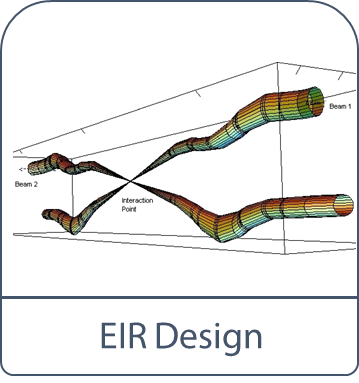 Beam 1
<-
Beam 2
Interaction
Point
EIR Design